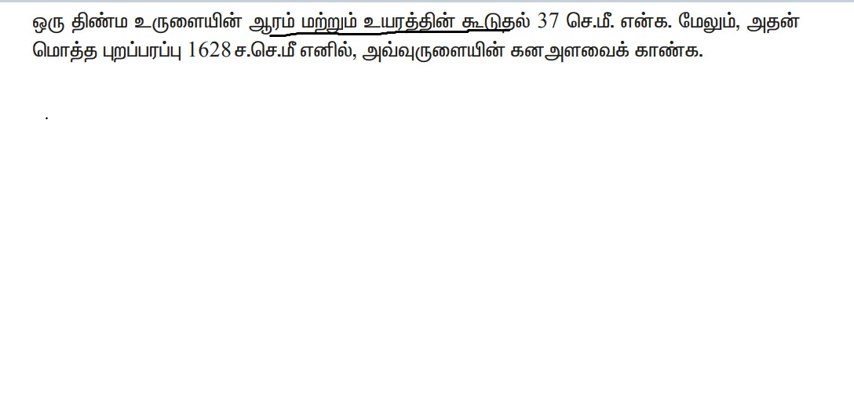 ஒரு திண்ம உருளையின் ஆரம் மற்றும் உயரத்தின் கூடுதல் 37 செ.மீ. என்க. மேலும், அதன்
மொத்த புறப்பரப்பு 1628 ச.செ.மீ எனில், அவ்வுருளையின் கனஅளவைக் காண்க.